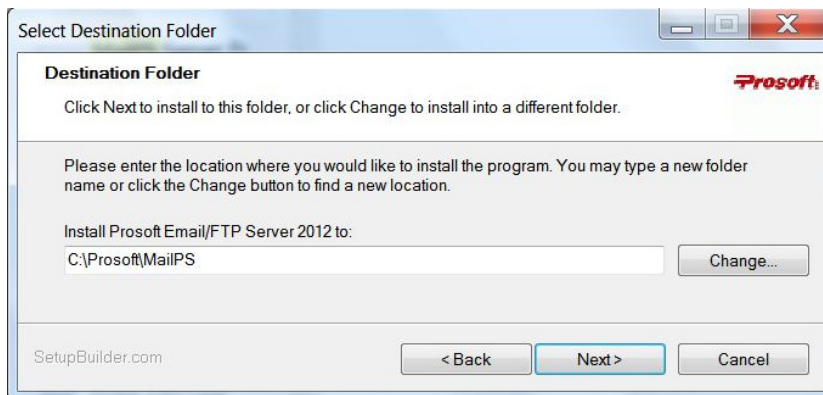 Select Destination Folder
Destination Folder
Click Next to install to this folder, or click Change to install into a different folder.
Prosoft
Please enter the location where you would like to install the program. You may type a new folder
name or click the Change button to find a new location.
Install Prosoft Email/FTP Server 2012 to:
C:\Prosoft\MailPS
Change...
SetupBuilder.com
< Back
Next >
Cancel